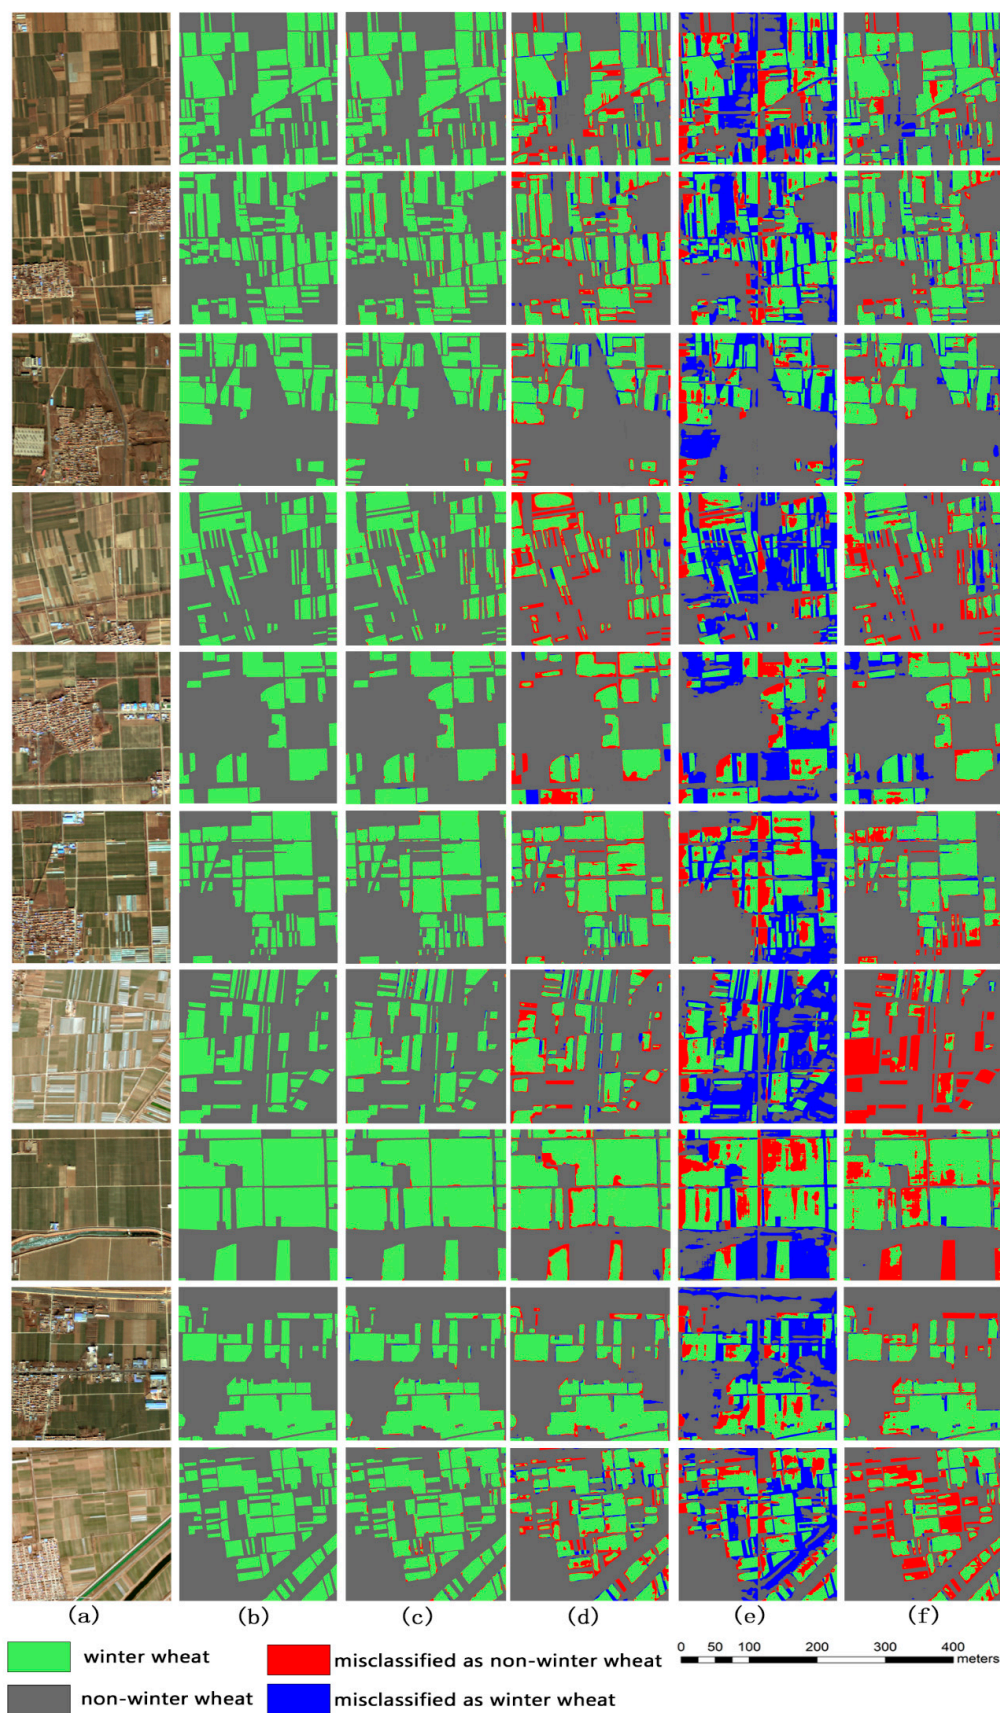 (a) (b) (c) (d) (e) (f)
winter wheat
misclassified as non-winter wheat
0 50 100 200 300 400
meters
non-winter wheat
misclassified as winter wheat